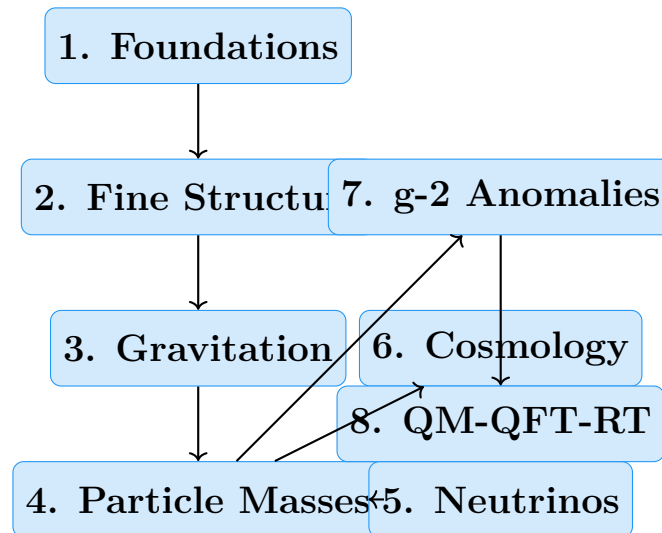 1. Foundations
2. Fine Structu
7. g-2 Anomalies
3. Gravitation
6. Cosmology
8. QM-QFT-RT
4. Particle Masses
5. Neutrinos